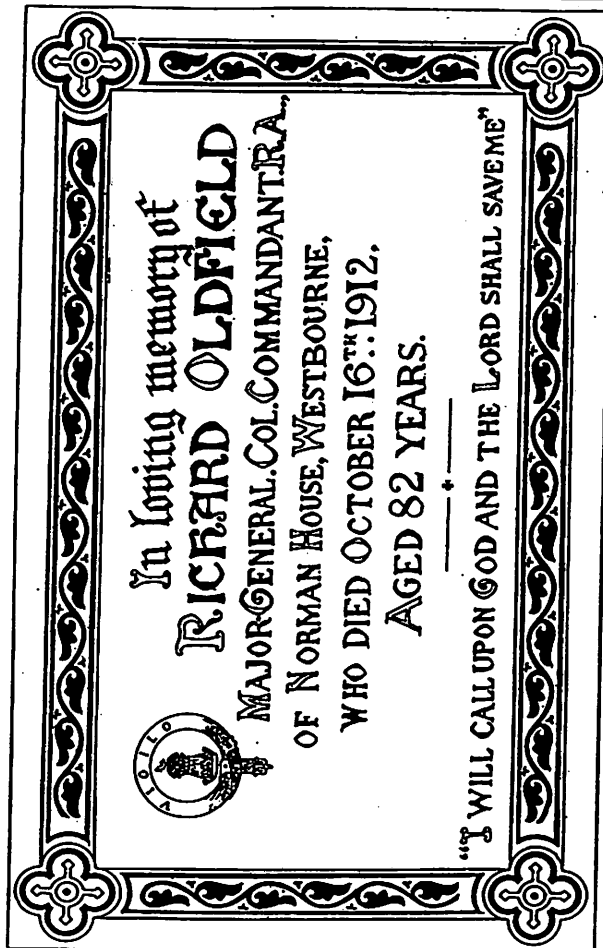 VIGILO
In loving memory of
RICHARD OLDFIELD
MAJOR-GENERAL. COL. COMMANDANT. R.A.,
OF NORMAN HOUSE, WESTBOURNE,
WHO DIED OCTOBER 16TH. 1912,
AGED 82 YEARS.
"I WILL CALL UPON GOD AND THE LORD SHALL SAVE ME"